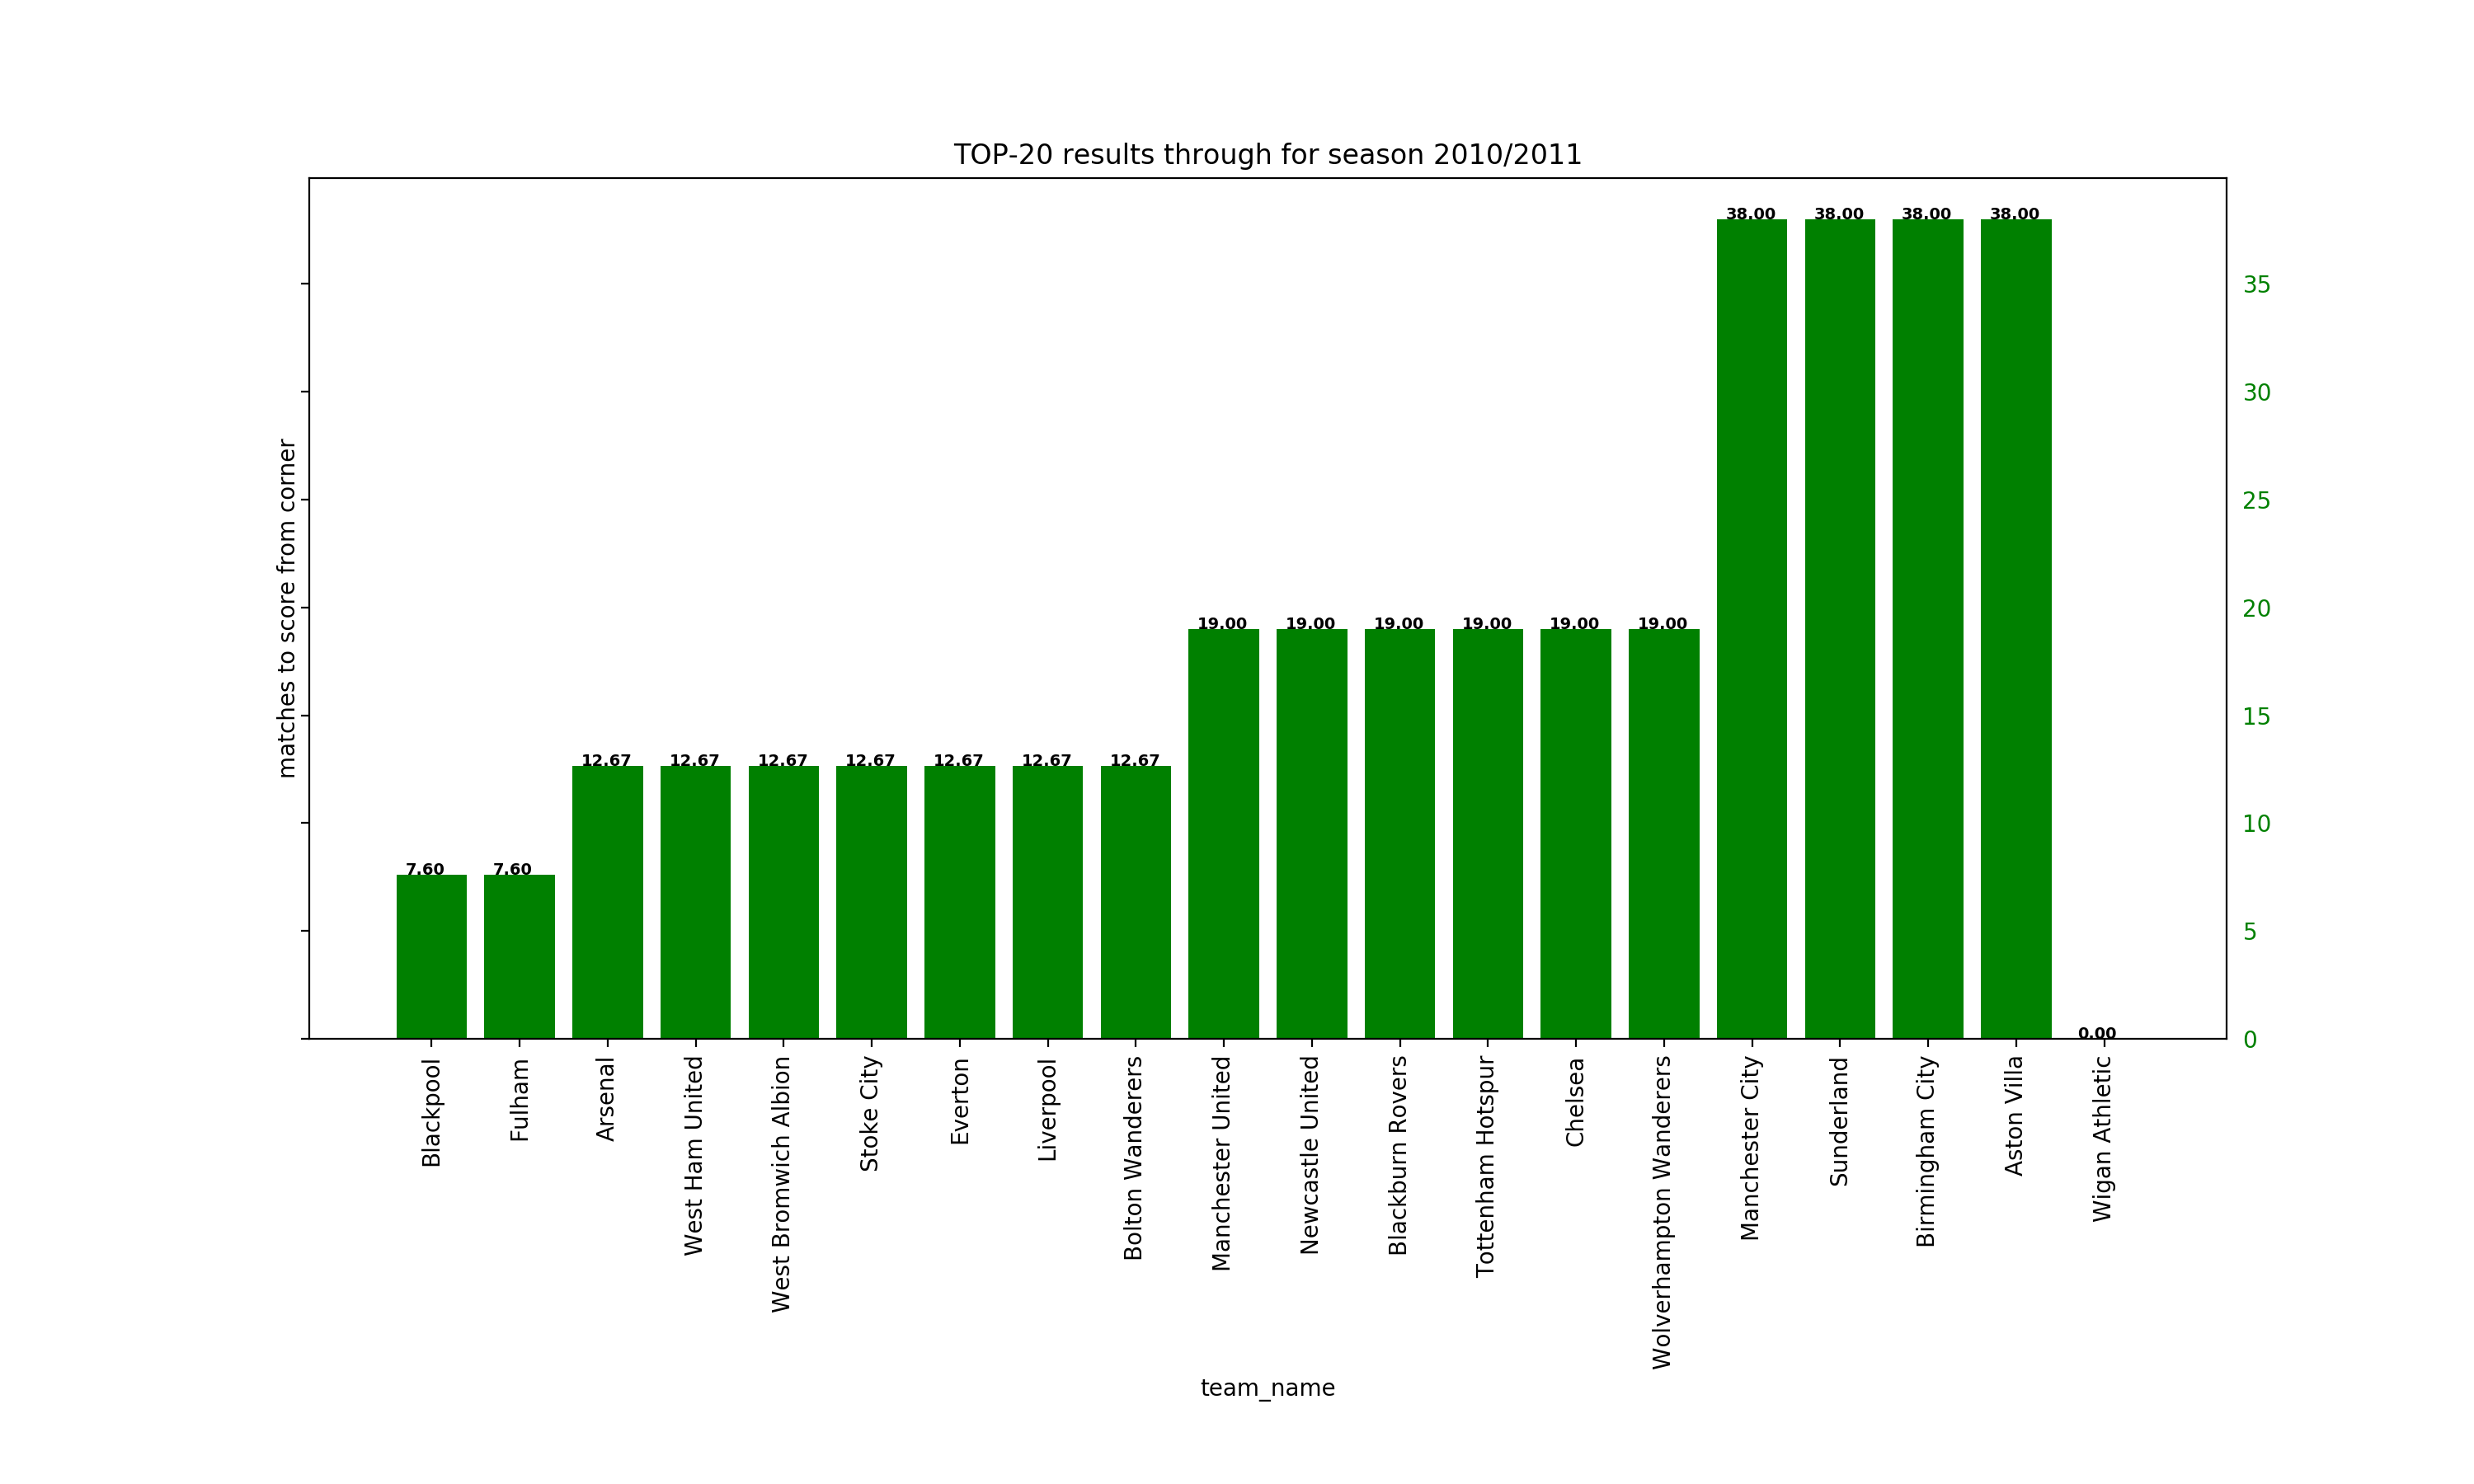 TOP-20 results through for season 2010/2011
matches to score from corner
38.00 38.00 38.00 38.00
19.00 19.00 19.00 19.00 19.00 19.00
12.67 12.67 12.67 12.67 12.67 12.67 12.67
7.60 7.60
0.00
35
30
25
20
15
10
5
0
Blackpool
Fulham
Arsenal
West Ham United
West Bromwich Albion
Stoke City
Everton
Liverpool
Bolton Wanderers
Manchester United
Newcastle United
Blackburn Rovers
Tottenham Hotspur
Chelsea
Wolverhampton Wanderers
Manchester City
Sunderland
Birmingham City
Aston Villa
Wigan Athletic
team_name